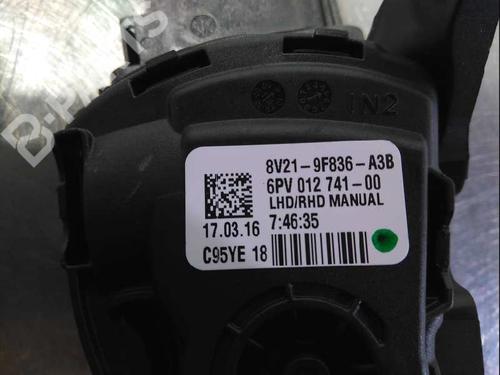 B-Parts
IN2
8V21-9F836-A3B
6PV 012 741-00
LHD/RHD MANUAL
17.03.16 7:46:35
C95YE 18